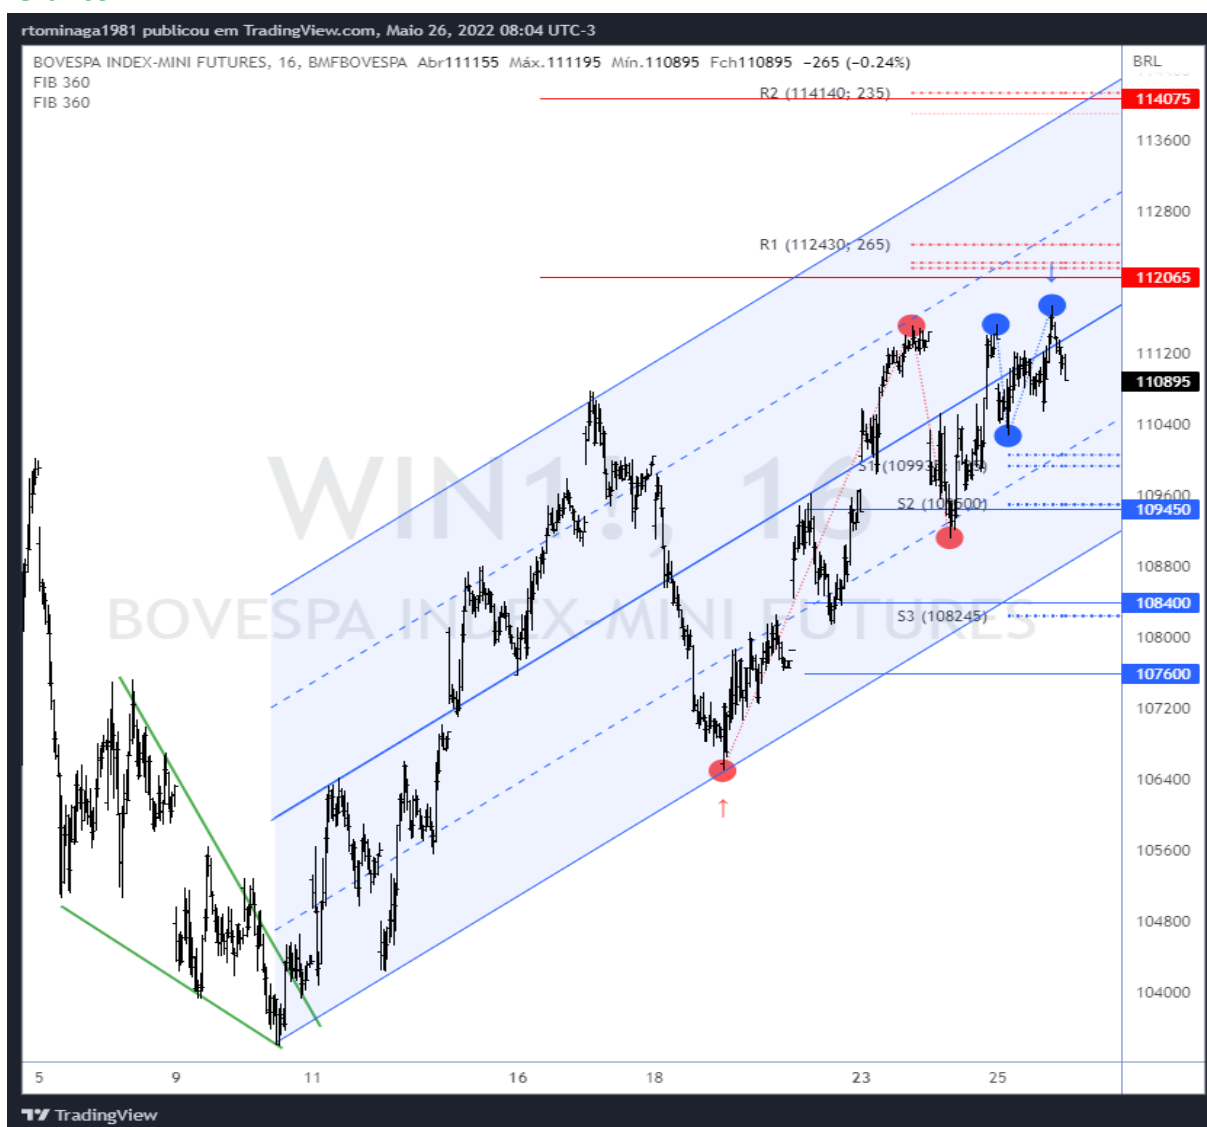 rtominaga1981 publicou em TradingView.com, Maio 26, 2022 08:04 UTC-3
BOVESPA INDEX-MINI FUTURES, 16, BMFBOVESPA Abr111155 Máx.111195 Mín.110895 Fch110895 −265 (−0.24%)
BRL
FIB 360
FIB 360
R2 (114140; 235)
114075
113600
112800
R1 (112430; 265)
112065
111200
110895
110400
109600
S2
109450
108800
108400
S3 (108245)
108000
107600
107200
106400
105600
104800
104000
WIN1!, 16
BOVESPA INDEX-MINI FUTURES
5 9 11 16 18 23 25
TradingView